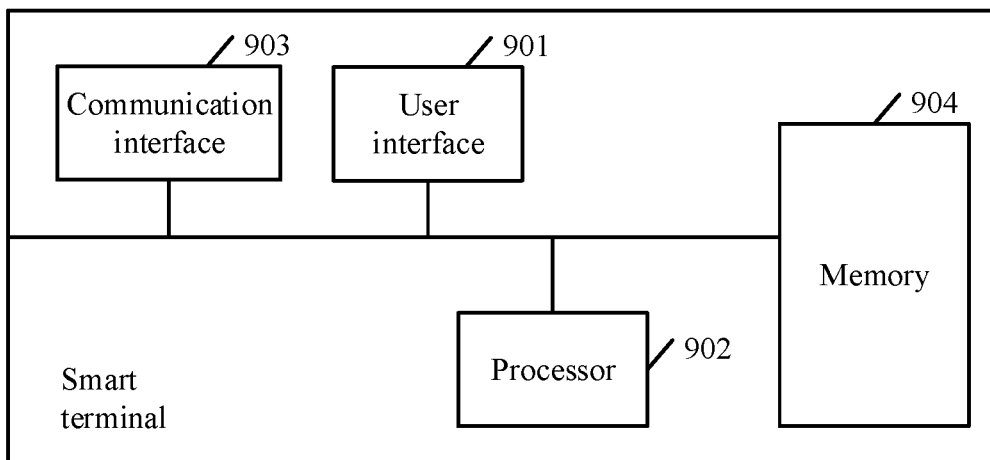 903
901
Communication
interface
User
interface
904
Memory
Processor
902
Smart
terminal